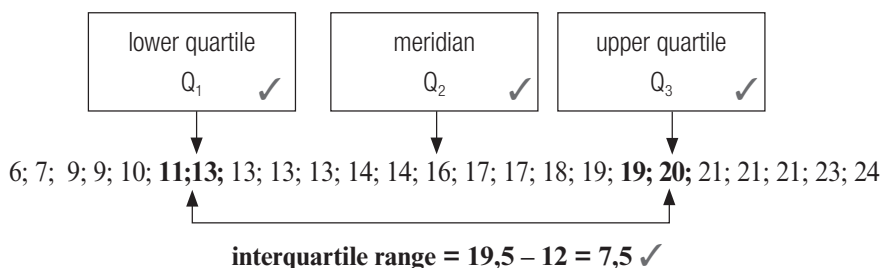 lower quartile
Q₁ ✓
meridian
Q₂ ✓
upper quartile
Q₃ ✓
6; 7; 9; 9; 10; 11;13; 13; 13; 13; 14; 14; 16; 17; 17; 18; 19; 19; 20; 21; 21; 21; 23; 24
interquartile range = 19,5 – 12 = 7,5 ✓